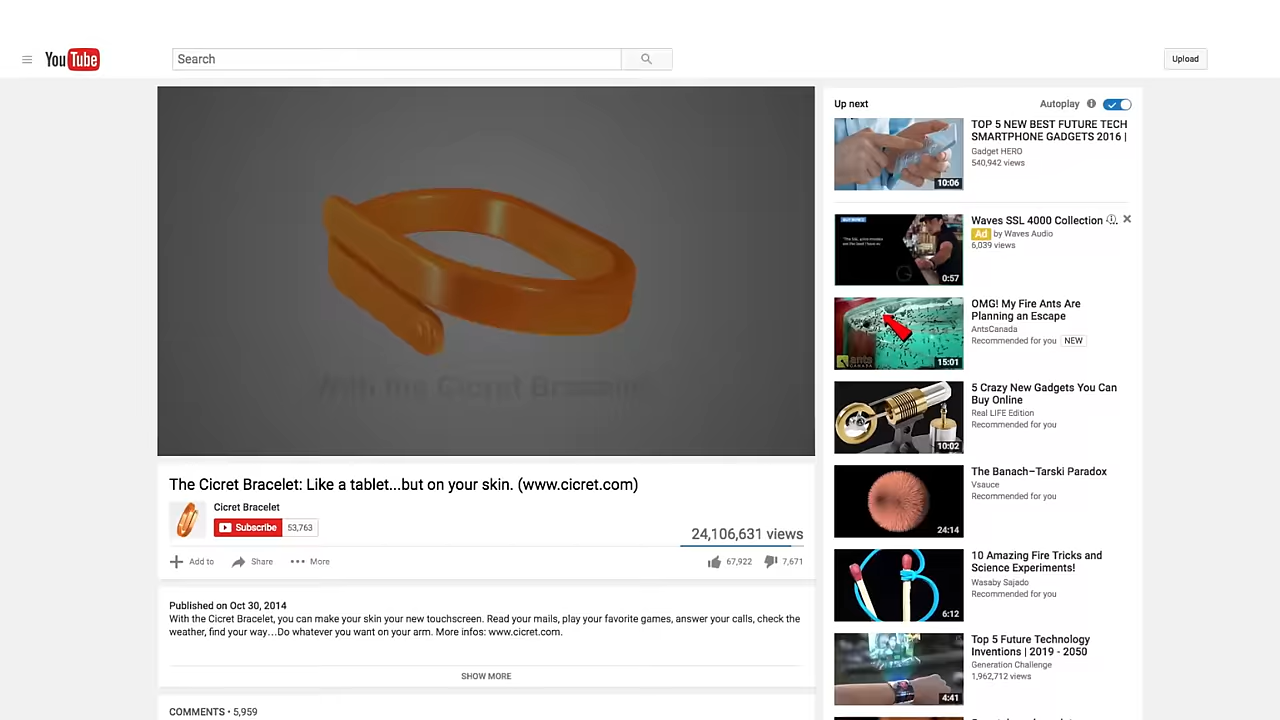 YouTube
Search
Upload
With the Cicret Bracelet
The Cicret Bracelet: Like a tablet...but on your skin. (www.cicret.com)
Cicret Bracelet
Subscribe 53,763
24,106,631 views
Add to Share More 67,922 7,671
Published on Oct 30, 2014
With the Cicret Bracelet, you can make your skin your new touchscreen. Read your mails, play your favorite games, answer your calls, check the
weather, find your way…Do whatever you want on your arm. More infos: www.cicret.com.
SHOW MORE
COMMENTS • 5,959
Up next Autoplay
TOP 5 NEW BEST FUTURE TECH
SMARTPHONE GADGETS 2016 |
Gadget HERO
540,942 views
10:06
Waves SSL 4000 Collection
Ad by Waves Audio
6,039 views
0:57
OMG! My Fire Ants Are
Planning an Escape
AntsCanada
Recommended for you NEW
ants
CANADA
15:01
5 Crazy New Gadgets You Can
Buy Online
Real LIFE Edition
Recommended for you
10:02
The Banach–Tarski Paradox
Vsauce
Recommended for you
24:14
10 Amazing Fire Tricks and
Science Experiments!
Wasaby Sajado
Recommended for you
6:12
Top 5 Future Technology
Inventions | 2019 - 2050
Generation Challenge
1,962,712 views
4:41